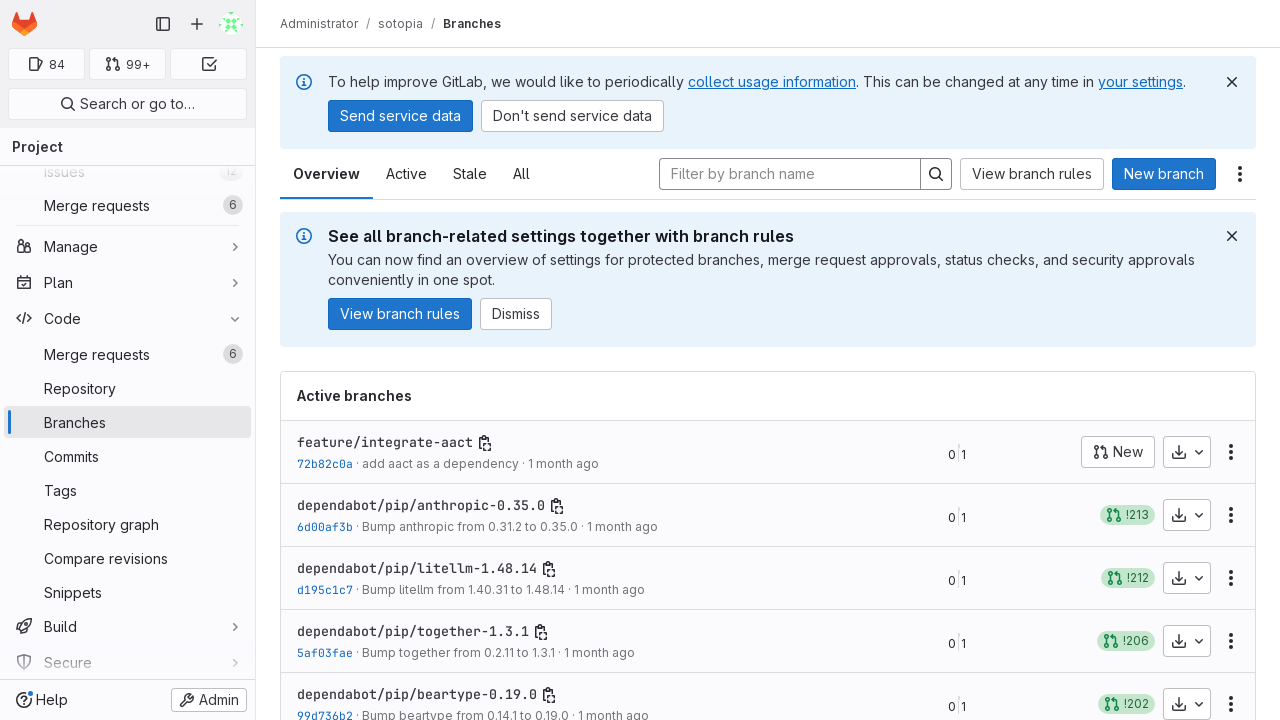 Administrator / sotopia / Branches
84
99+
Search or go to…
Project
Issues 12
Merge requests 6
Manage
Plan
Code
Merge requests 6
Repository
Branches
Commits
Tags
Repository graph
Compare revisions
Snippets
Build
Secure
Help
Admin
To help improve GitLab, we would like to periodically collect usage information. This can be changed at any time in your settings.
Send service data
Don't send service data
Overview
Active
Stale
All
Filter by branch name
View branch rules
New branch
See all branch-related settings together with branch rules
You can now find an overview of settings for protected branches, merge request approvals, status checks, and security approvals
conveniently in one spot.
View branch rules
Dismiss
Active branches
feature/integrate-aact
72b82c0a · add aact as a dependency · 1 month ago
0 1
New
dependabot/pip/anthropic-0.35.0
6d00af3b · Bump anthropic from 0.31.2 to 0.35.0 · 1 month ago
0 1
!213
dependabot/pip/litellm-1.48.14
d195c1c7 · Bump litellm from 1.40.31 to 1.48.14 · 1 month ago
0 1
!212
dependabot/pip/together-1.3.1
5af03fae · Bump together from 0.2.11 to 1.3.1 · 1 month ago
0 1
!206
dependabot/pip/beartype-0.19.0
99d736b2 · Bump beartype from 0.14.1 to 0.19.0 · 1 month ago
0 1
!202